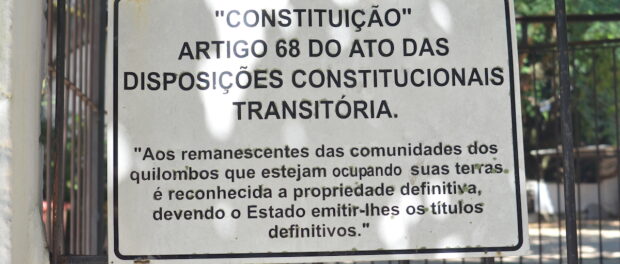 "CONSTITUIÇÃO"
ARTIGO 68 DO ATO DAS
DISPOSIÇÕES CONSTITUCIONAIS
TRANSITÓRIA.
"Aos remanescentes das comunidades dos
quilombos que estejam ocupando suas terras
é reconhecida a propriedade definitiva,
devendo o Estado emitir-lhes os títulos
definitivos."